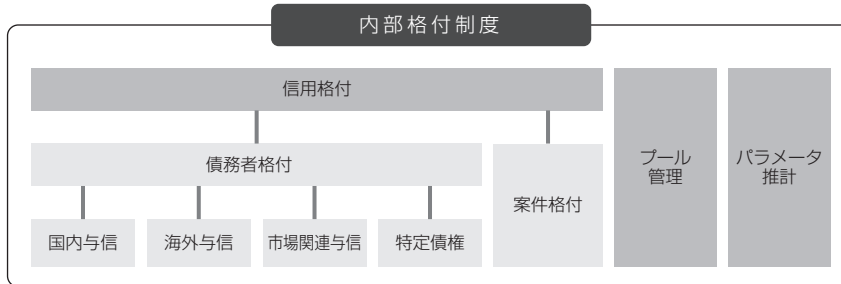 内部格付制度
信用格付
債務者格付
国内与信
海外与信
市場関連与信
特定債権
案件格付
プール
管理
パラメータ
推計